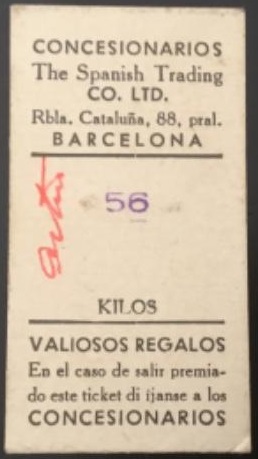 CONCESIONARIOS
The Spanish Trading
CO. LTD.
Rbla. Cataluña, 88, pral.
BARCELONA
56
KILOS
VALIOSOS REGALOS
En el caso de salir premia-
do este ticket di íjanse a los
CONCESIONARIOS